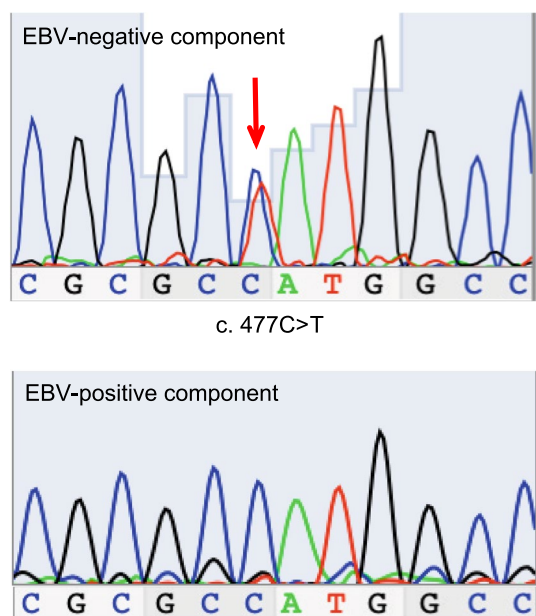 EBV-negative component
C G C G C C A T G G C C
c. 477C>T
EBV-positive component
C G C G C C A T G G C C